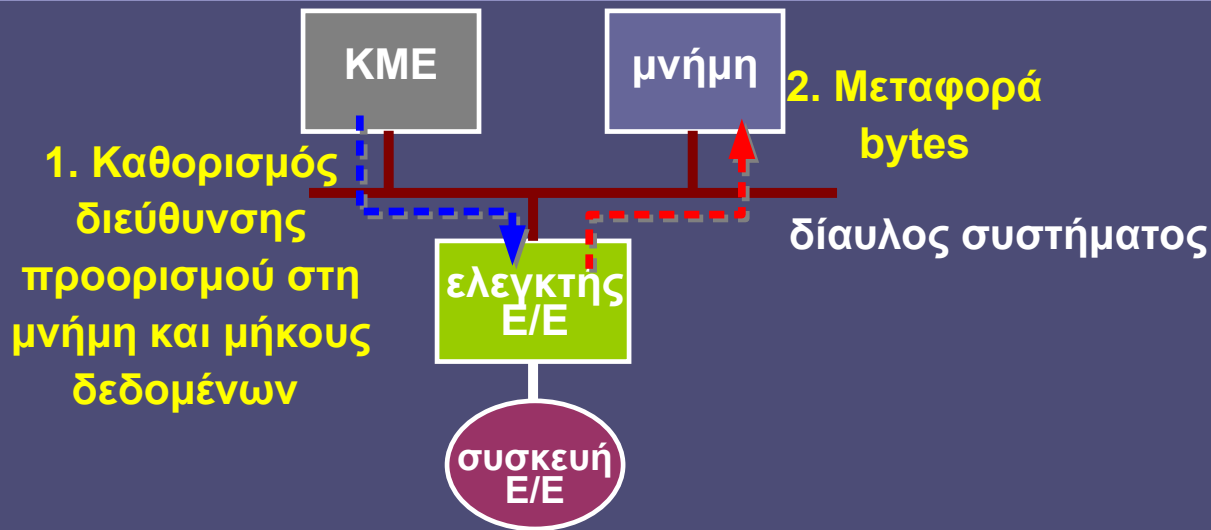 ΚΜΕ
μνήμη
2. Μεταφορά
bytes
1. Καθορισμός
διεύθυνσης
προορισμού στη
μνήμη και μήκους
δεδομένων
δίαυλος συστήματος
ελεγκτής
Ε/Ε
συσκευή
Ε/Ε